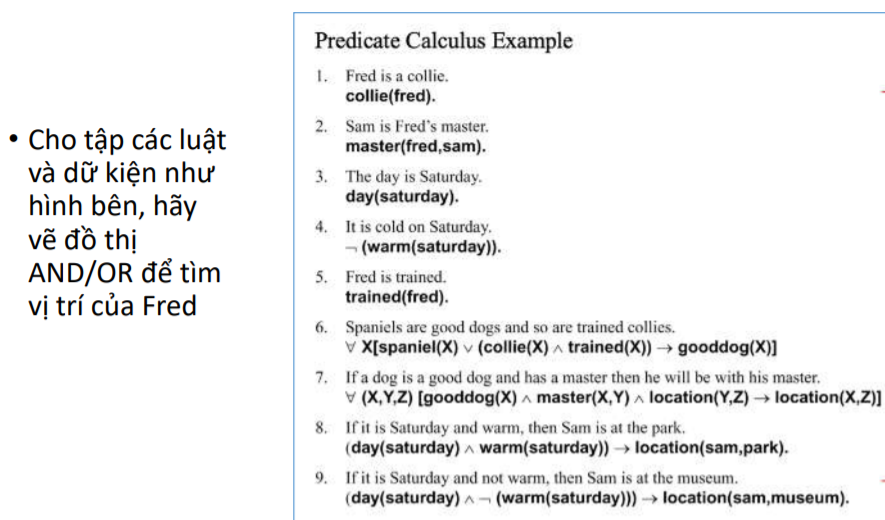 • Cho tập các luật
và dữ kiện như
hình bên, hãy
vẽ đồ thị
AND/OR để tìm
vị trí của Fred
Predicate Calculus Example
1. Fred is a collie.
collie(fred).
2. Sam is Fred's master.
master(fred,sam).
3. The day is Saturday.
day(saturday).
4. It is cold on Saturday.
¬ (warm(saturday)).
5. Fred is trained.
trained(fred).
6. Spaniels are good dogs and so are trained collies.
∀ X[spaniel(X) ∨ (collie(X) ∧ trained(X)) → gooddog(X)]
7. If a dog is a good dog and has a master then he will be with his master.
∀ (X,Y,Z) [gooddog(X) ∧ master(X,Y) ∧ location(Y,Z) → location(X,Z)]
8. If it is Saturday and warm, then Sam is at the park.
(day(saturday) ∧ warm(saturday)) → location(sam,park).
9. If it is Saturday and not warm, then Sam is at the museum.
(day(saturday) ∧ ¬ (warm(saturday))) → location(sam,museum).